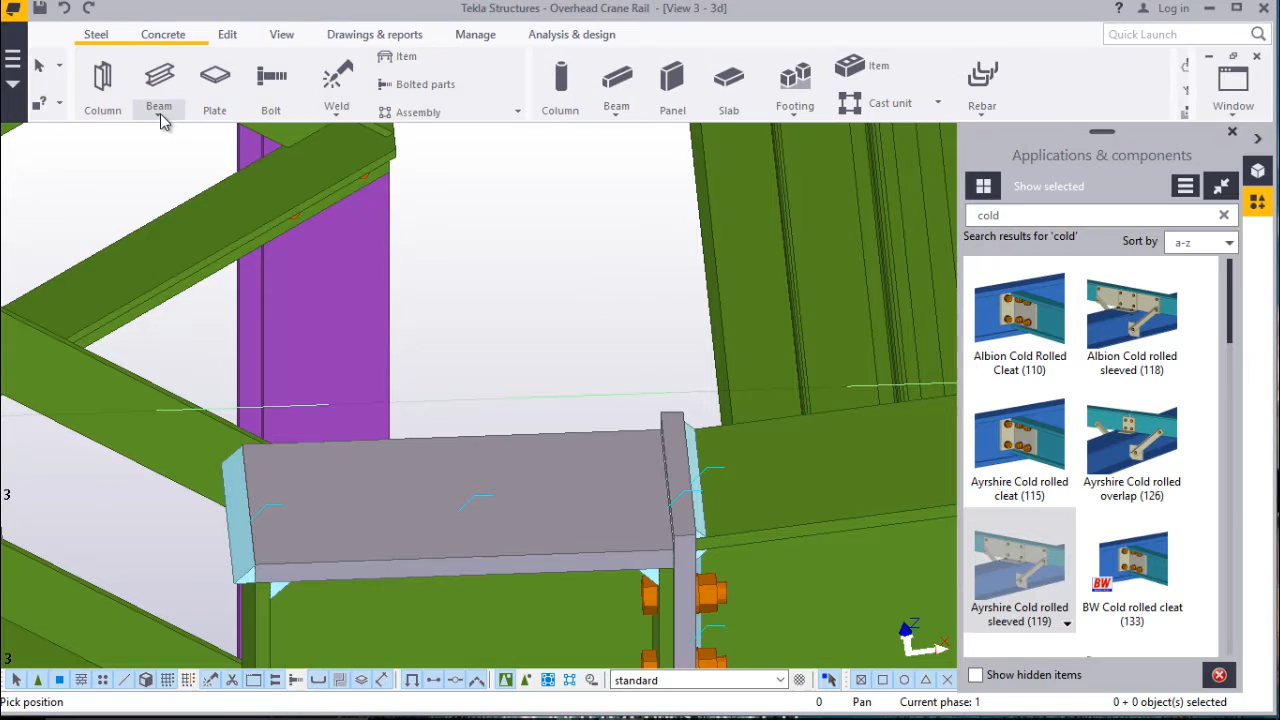 Tekla Structures - Overhead Crane Rail - [View 3 - 3d]
? Log in
Steel Concrete Edit View Drawings & reports Manage Analysis & design
Quick Launch
Item
Bolted parts
Assembly
Column Beam Plate Bolt Weld
Column Beam Panel Slab Footing
Item
Cast unit
Rebar
Window
Applications & components
Show selected
cold
Search results for 'cold'
Sort by
a-z
Albion Cold Rolled
Cleat (110)
Albion Cold rolled
sleeved (118)
Ayrshire Cold rolled
cleat (115)
Ayrshire Cold rolled
overlap (126)
Ayrshire Cold rolled
sleeved (119)
BW
BW Cold rolled cleat
(133)
Show hidden items
3
3
Z
X
standard
Pick position
0
Pan
Current phase: 1
0 + 0 object(s) selected